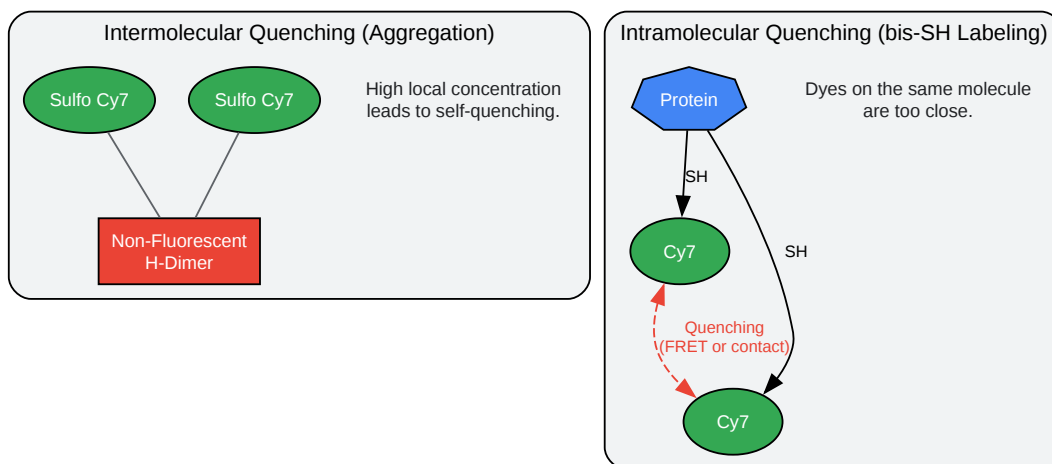 Intermolecular Quenching (Aggregation)
Sulfo Cy7
Sulfo Cy7
High local concentration
leads to self-quenching.
Non-Fluorescent
H-Dimer
Intramolecular Quenching (bis-SH Labeling)
Protein
Dyes on the same molecule
are too close.
SH
SH
Cy7
Quenching
(FRET or contact)
Cy7